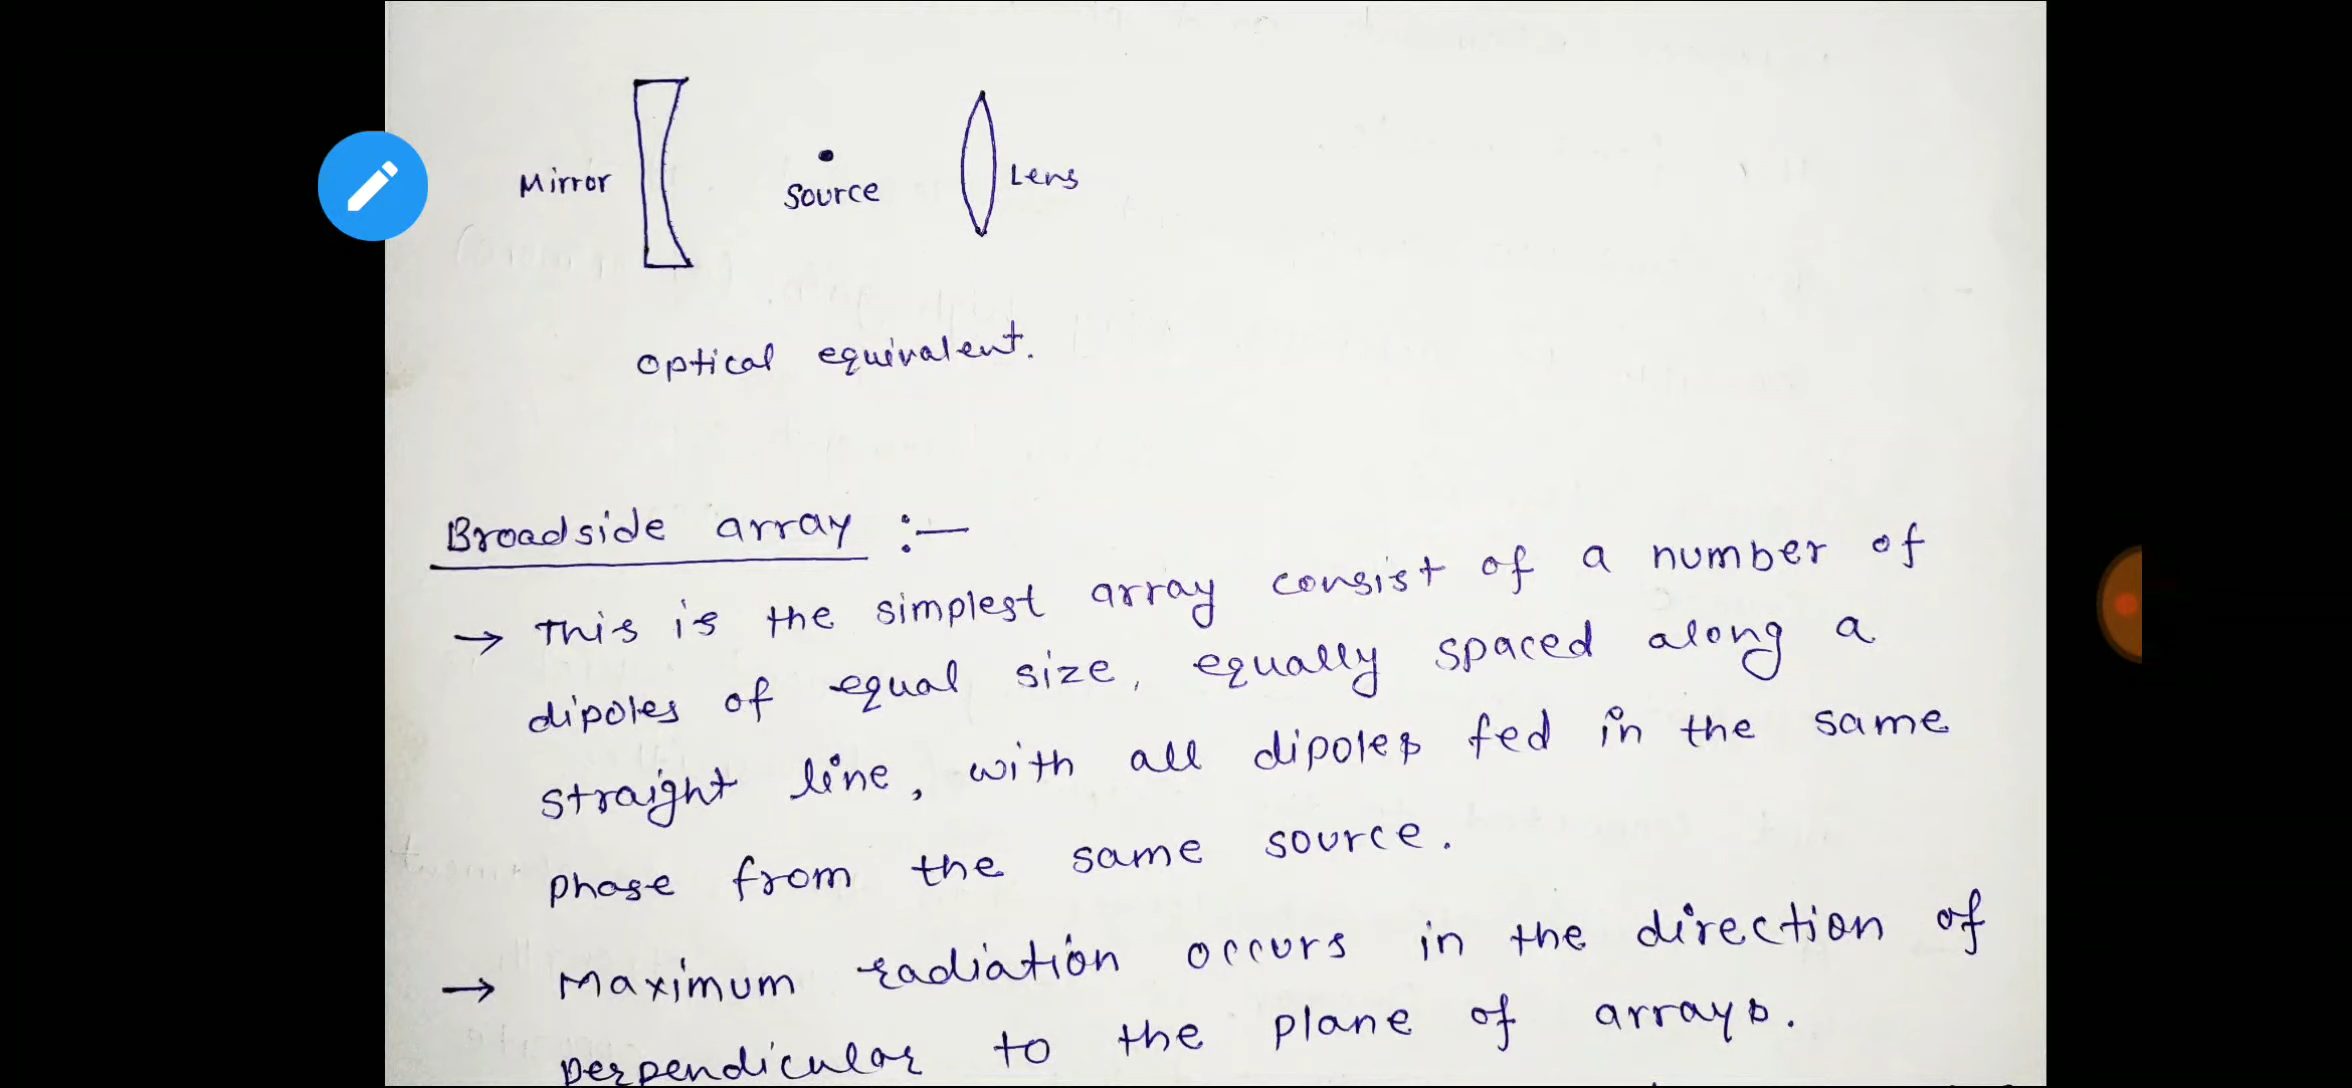 Mirror
Source
Lens
optical equivalent.
Broadside array :-
→ This is the simplest array consist of a number of
dipoles of equal size, equally spaced along a
straight line, with all dipoles fed in the same
phase from the same source.
→ Maximum radiation occurs in the direction of
perpendicular to the plane of arrays.